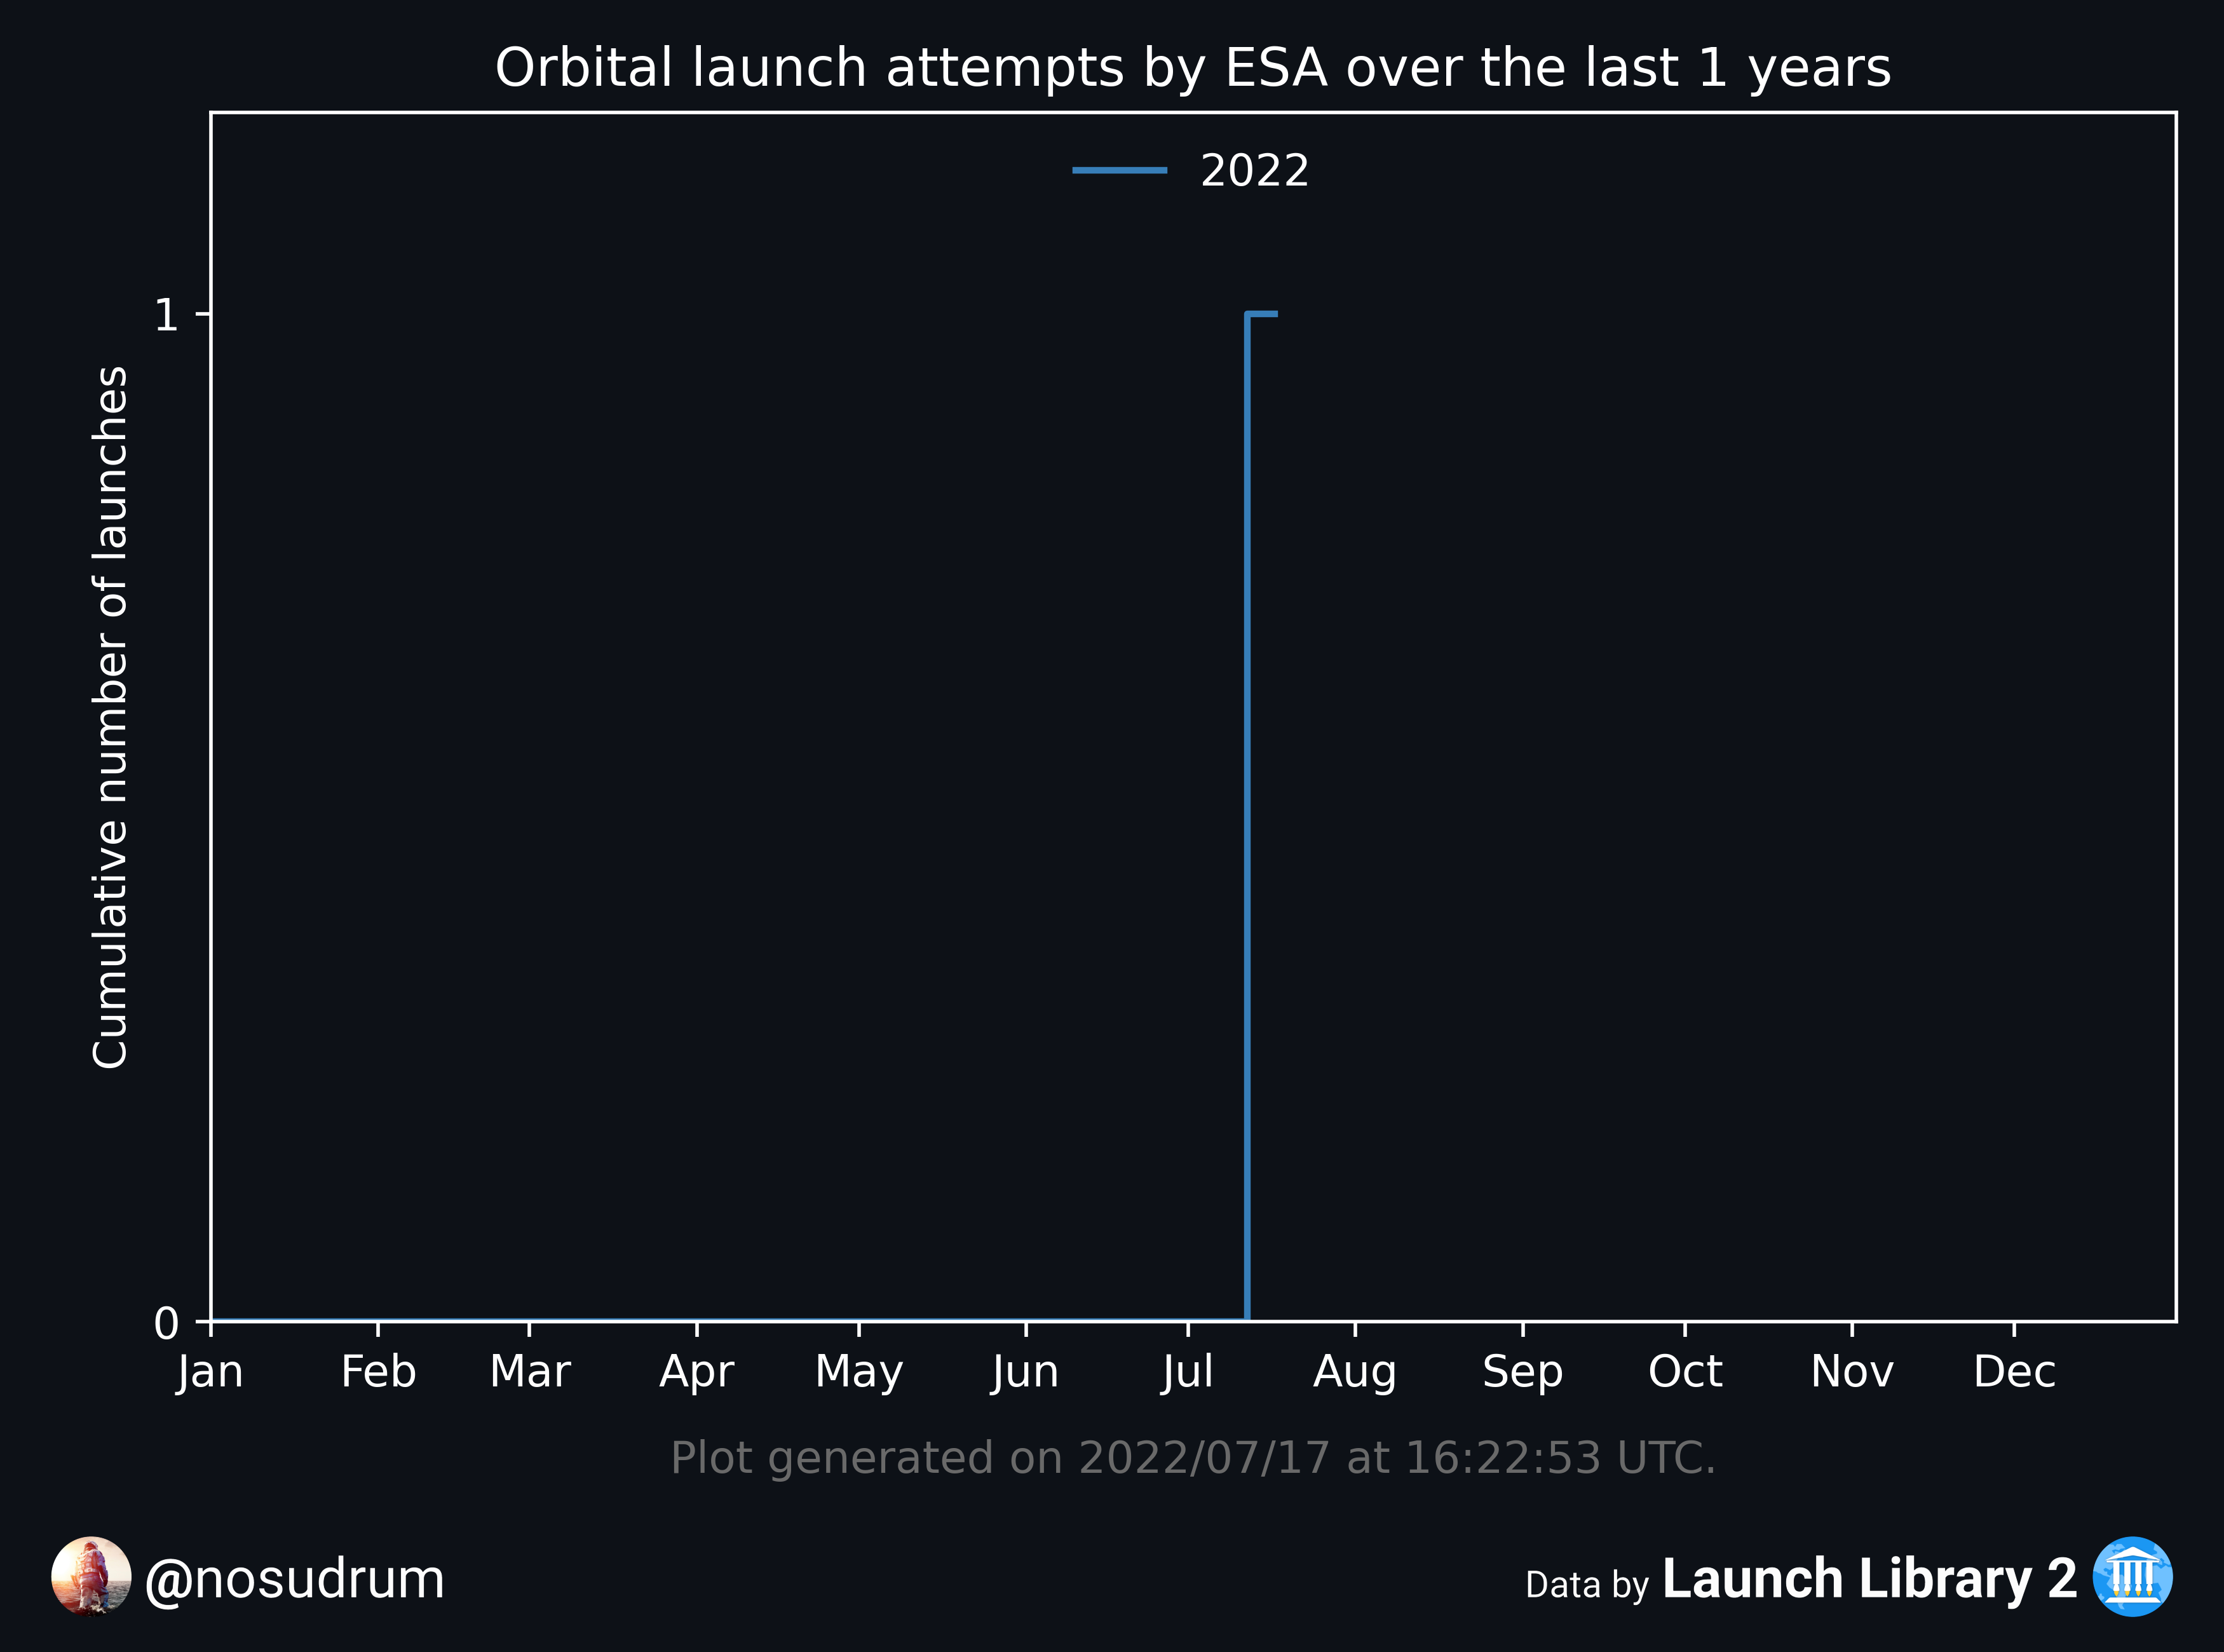 Orbital launch attempts by ESA over the last 1 years
2022
1
Cumulative number of launches
0
Jan Feb Mar Apr May Jun Jul Aug Sep Oct Nov Dec
Plot generated on 2022/07/17 at 16:22:53 UTC.
@nosudrum
Data by Launch Library 2